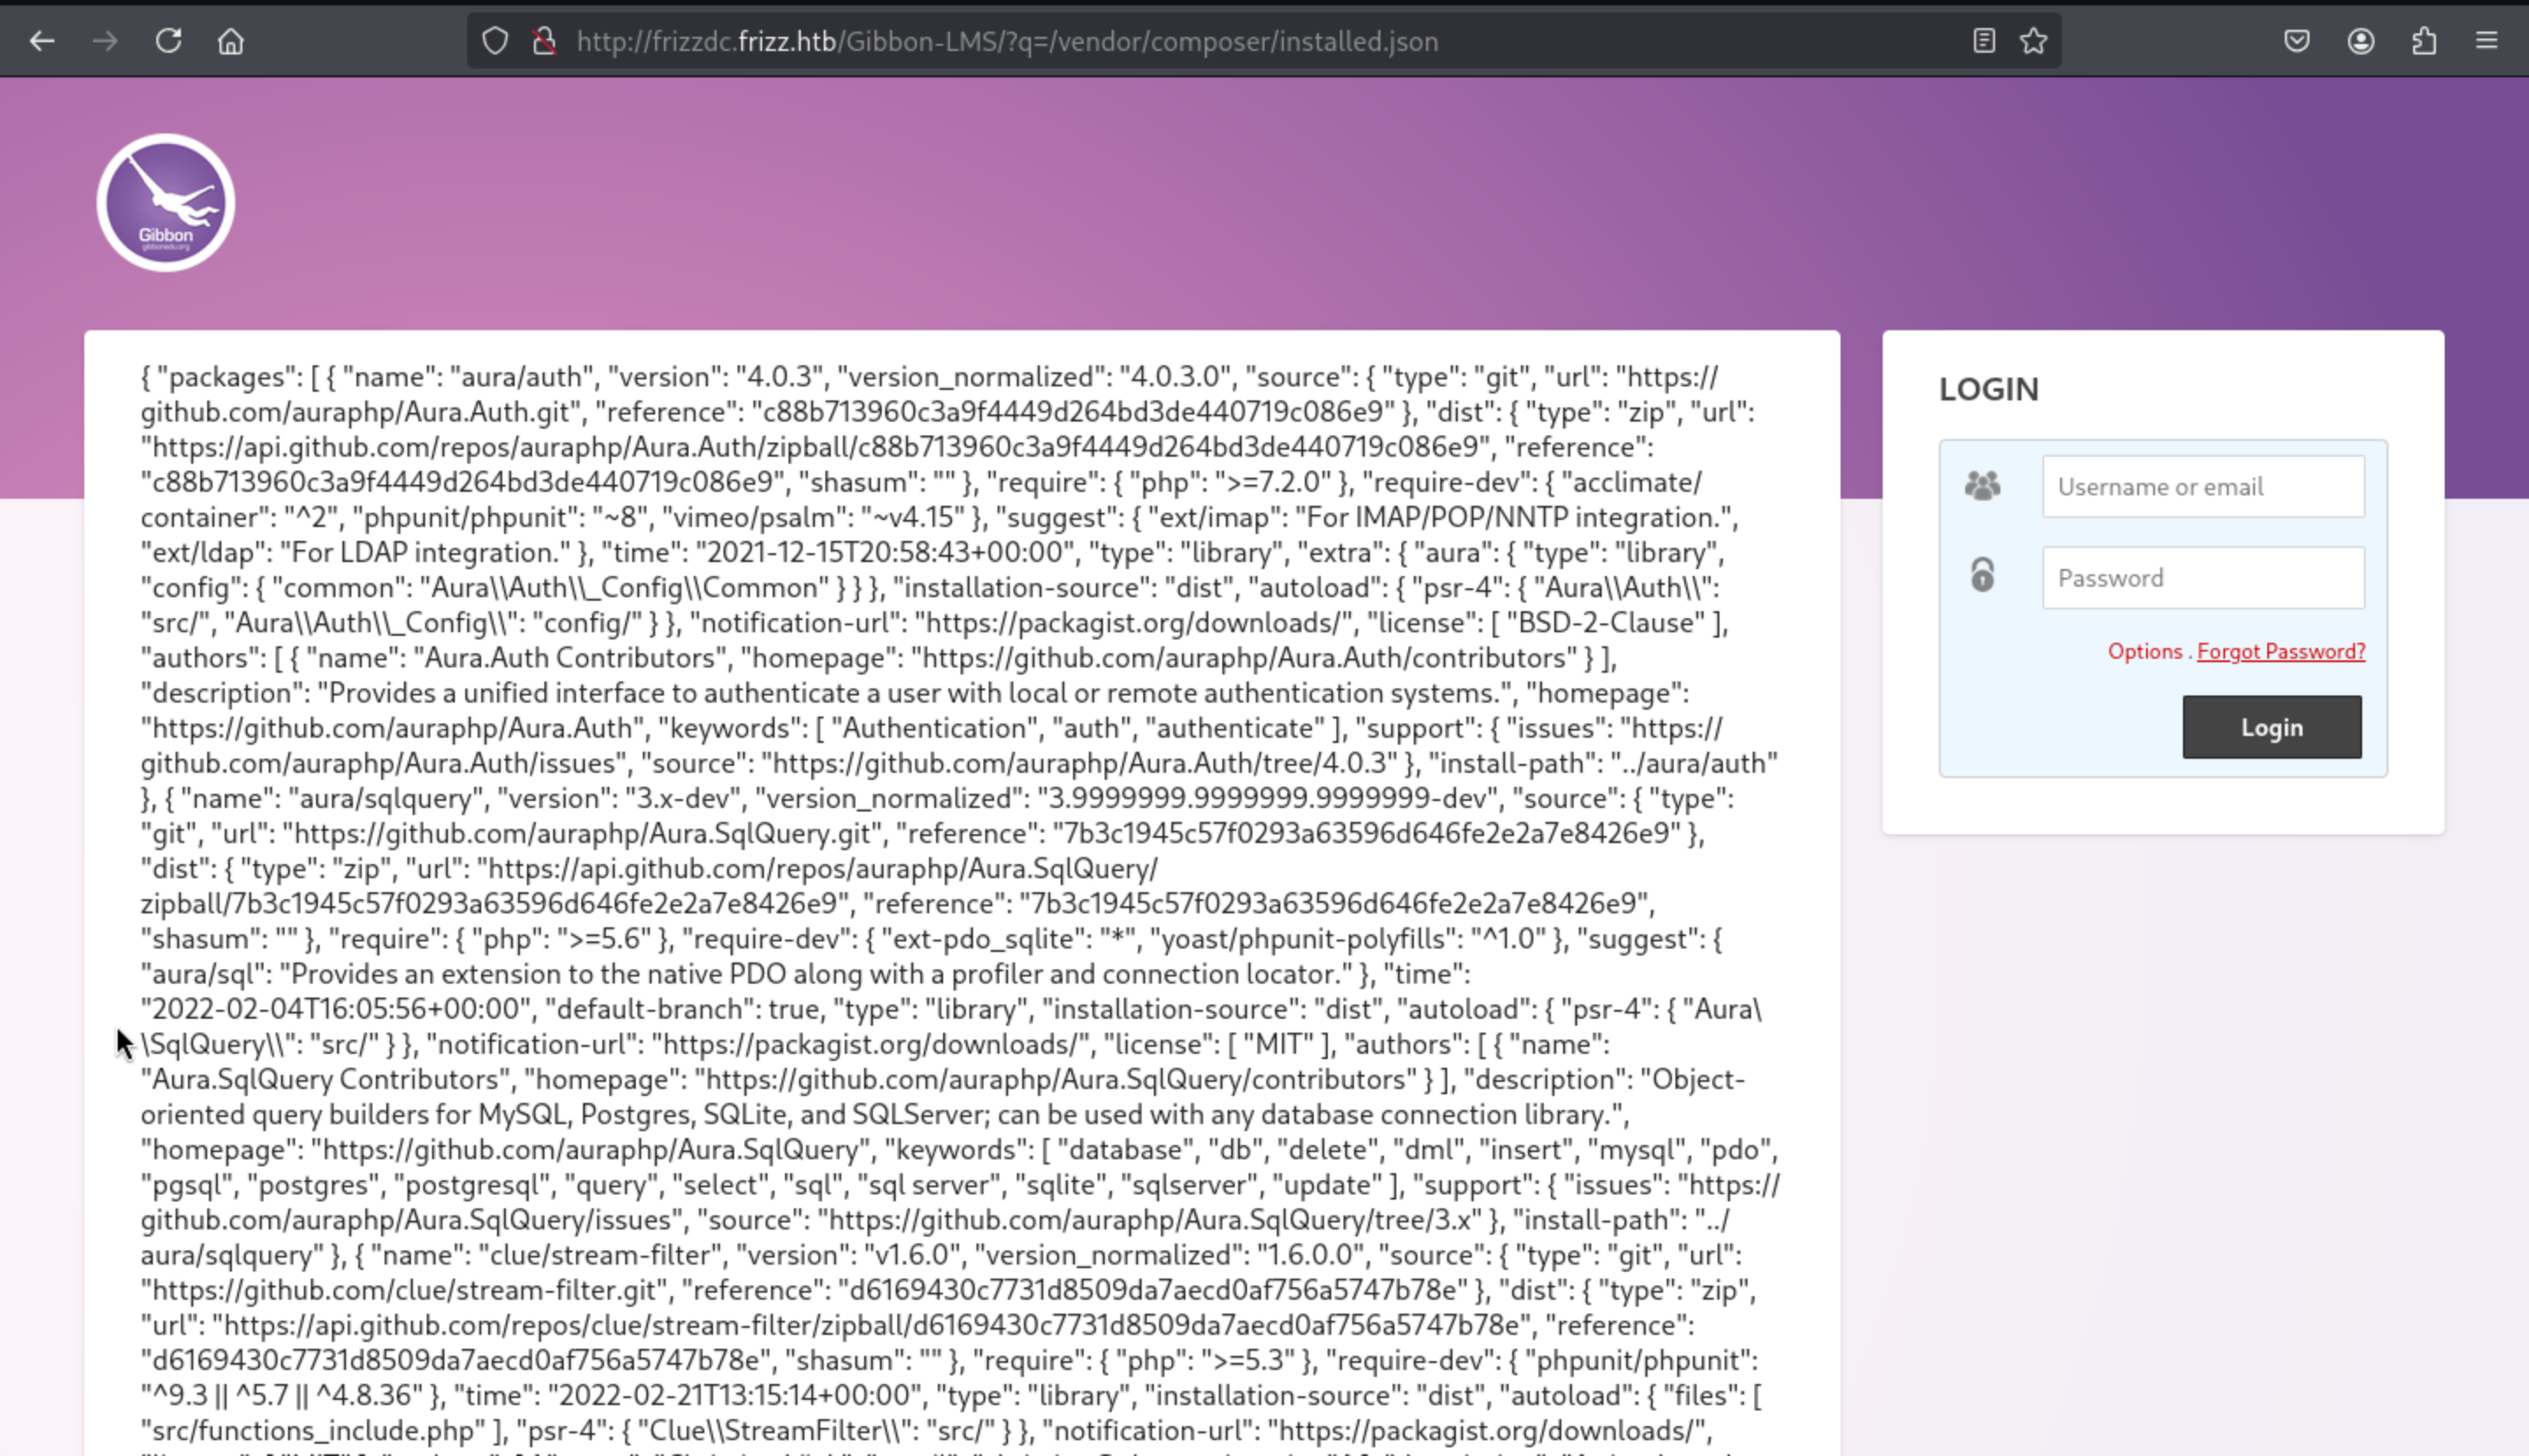 http://frizzdc.frizz.htb/Gibbon-LMS/?q=/vendor/composer/installed.json
Gibbon
gibbonedu.org
{ "packages": [ { "name": "aura/auth", "version": "4.0.3", "version_normalized": "4.0.3.0", "source": { "type": "git", "url": "https://
github.com/auraphp/Aura.Auth.git", "reference": "c88b713960c3a9f4449d264bd3de440719c086e9" }, "dist": { "type": "zip", "url":
"https://api.github.com/repos/auraphp/Aura.Auth/zipball/c88b713960c3a9f4449d264bd3de440719c086e9", "reference":
"c88b713960c3a9f4449d264bd3de440719c086e9", "shasum": "" }, "require": { "php": ">=7.2.0" }, "require-dev": { "acclimate/
container": "^2", "phpunit/phpunit": "~8", "vimeo/psalm": "~v4.15" }, "suggest": { "ext/imap": "For IMAP/POP/NNTP integration.",
"ext/ldap": "For LDAP integration." }, "time": "2021-12-15T20:58:43+00:00", "type": "library", "extra": { "aura": { "type": "library",
"config": { "common": "Aura\\Auth\\_Config\\Common" } } }, "installation-source": "dist", "autoload": { "psr-4": { "Aura\\Auth\\":
"src/", "Aura\\Auth\\_Config\\": "config/" } }, "notification-url": "https://packagist.org/downloads/", "license": [ "BSD-2-Clause" ],
"authors": [ { "name": "Aura.Auth Contributors", "homepage": "https://github.com/auraphp/Aura.Auth/contributors" } ],
"description": "Provides a unified interface to authenticate a user with local or remote authentication systems.", "homepage":
"https://github.com/auraphp/Aura.Auth", "keywords": [ "Authentication", "auth", "authenticate" ], "support": { "issues": "https://
github.com/auraphp/Aura.Auth/issues", "source": "https://github.com/auraphp/Aura.Auth/tree/4.0.3" }, "install-path": "../aura/auth"
}, { "name": "aura/sqlquery", "version": "3.x-dev", "version_normalized": "3.9999999.9999999.9999999-dev", "source": { "type":
"git", "url": "https://github.com/auraphp/Aura.SqlQuery.git", "reference": "7b3c1945c57f0293a63596d646fe2e2a7e8426e9" },
"dist": { "type": "zip", "url": "https://api.github.com/repos/auraphp/Aura.SqlQuery/
zipball/7b3c1945c57f0293a63596d646fe2e2a7e8426e9", "reference": "7b3c1945c57f0293a63596d646fe2e2a7e8426e9",
"shasum": "" }, "require": { "php": ">=5.6" }, "require-dev": { "ext-pdo_sqlite": "*", "yoast/phpunit-polyfills": "^1.0" }, "suggest": {
"aura/sql": "Provides an extension to the native PDO along with a profiler and connection locator." }, "time":
"2022-02-04T16:05:56+00:00", "default-branch": true, "type": "library", "installation-source": "dist", "autoload": { "psr-4": { "Aura\
\SqlQuery\\": "src/" } }, "notification-url": "https://packagist.org/downloads/", "license": [ "MIT" ], "authors": [ { "name":
"Aura.SqlQuery Contributors", "homepage": "https://github.com/auraphp/Aura.SqlQuery/contributors" } ], "description": "Object-
oriented query builders for MySQL, Postgres, SQLite, and SQLServer; can be used with any database connection library.",
"homepage": "https://github.com/auraphp/Aura.SqlQuery", "keywords": [ "database", "db", "delete", "dml", "insert", "mysql", "pdo",
"pgsql", "postgres", "postgresql", "query", "select", "sql", "sql server", "sqlite", "sqlserver", "update" ], "support": { "issues": "https://
github.com/auraphp/Aura.SqlQuery/issues", "source": "https://github.com/auraphp/Aura.SqlQuery/tree/3.x" }, "install-path": "../
aura/sqlquery" }, { "name": "clue/stream-filter", "version": "v1.6.0", "version_normalized": "1.6.0.0", "source": { "type": "git", "url":
"https://github.com/clue/stream-filter.git", "reference": "d6169430c7731d8509da7aecd0af756a5747b78e" }, "dist": { "type": "zip",
"url": "https://api.github.com/repos/clue/stream-filter/zipball/d6169430c7731d8509da7aecd0af756a5747b78e", "reference":
"d6169430c7731d8509da7aecd0af756a5747b78e", "shasum": "" }, "require": { "php": ">=5.3" }, "require-dev": { "phpunit/phpunit":
"^9.3 || ^5.7 || ^4.8.36" }, "time": "2022-02-21T13:15:14+00:00", "type": "library", "installation-source": "dist", "autoload": { "files": [
"src/functions_include.php" ], "psr-4": { "Clue\\StreamFilter\\": "src/" } }, "notification-url": "https://packagist.org/downloads/",
LOGIN
Username or email
Password
Options . Forgot Password?
Login